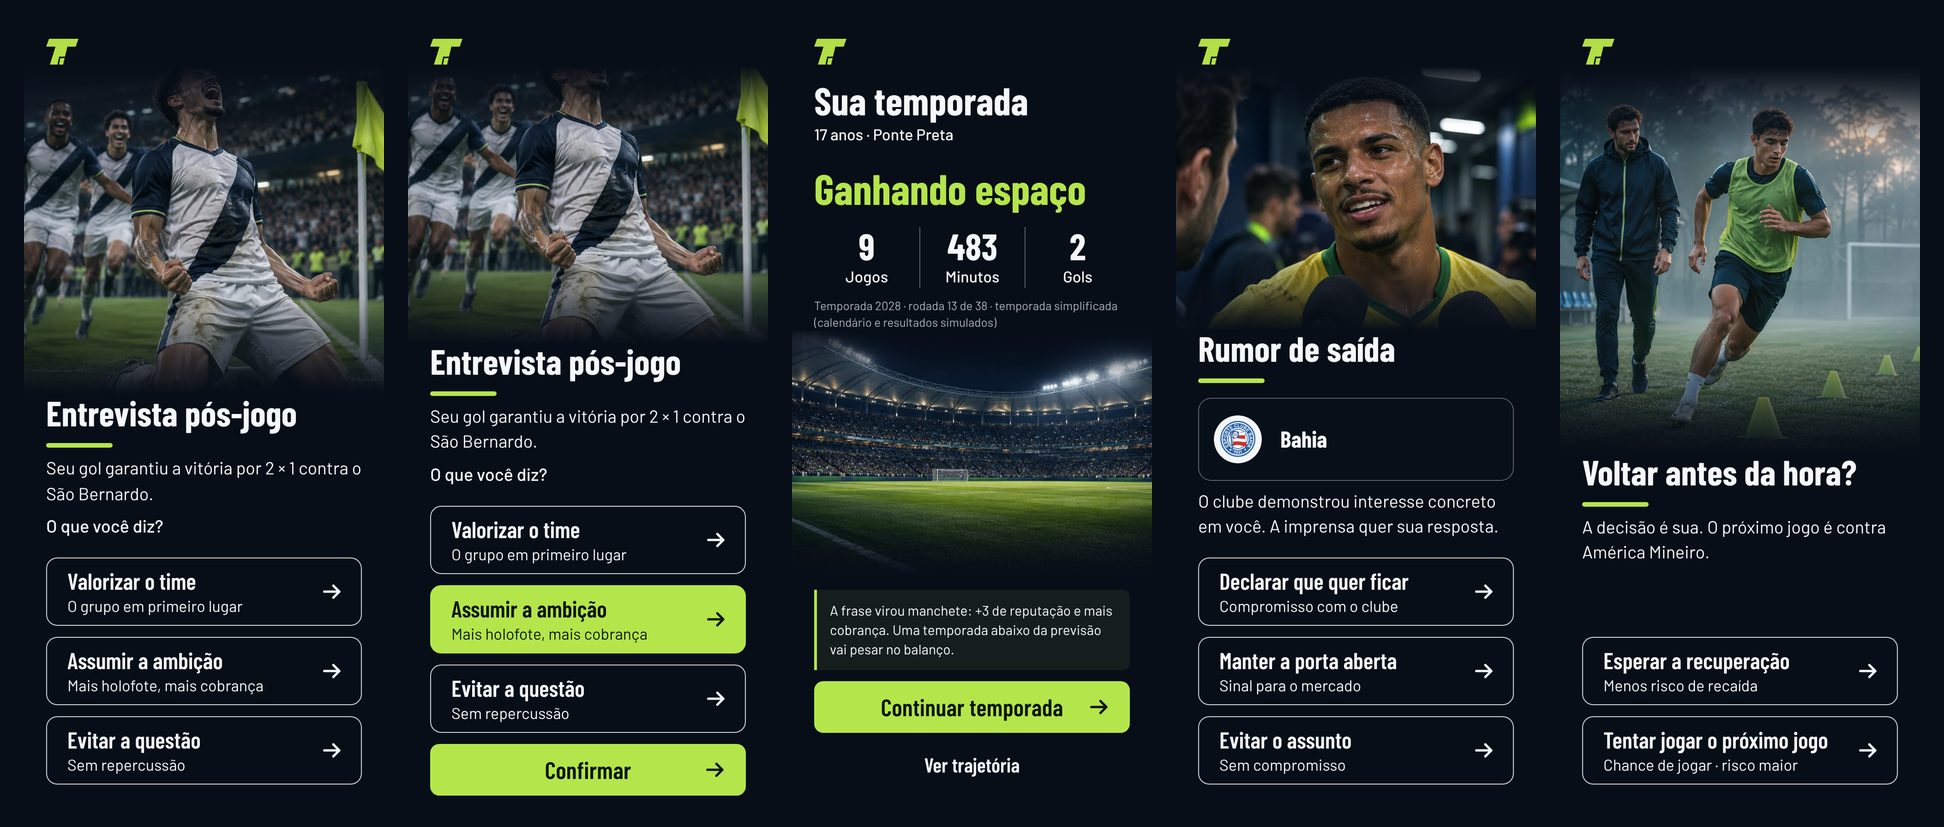 T.
Entrevista pós-jogo
Seu gol garantiu a vitória por 2 × 1 contra o
São Bernardo.
O que você diz?
Valorizar o time
O grupo em primeiro lugar
Assumir a ambição
Mais holofote, mais cobrança
Evitar a questão
Sem repercussão
T.
Entrevista pós-jogo
Seu gol garantiu a vitória por 2 × 1 contra o
São Bernardo.
O que você diz?
Valorizar o time
O grupo em primeiro lugar
Assumir a ambição
Mais holofote, mais cobrança
Evitar a questão
Sem repercussão
Confirmar
T.
Sua temporada
17 anos · Ponte Preta
Ganhando espaço
9 483 2
Jogos Minutos Gols
Temporada 2028 · rodada 13 de 38 · temporada simplificada
(calendário e resultados simulados)
A frase virou manchete: +3 de reputação e mais
cobrança. Uma temporada abaixo da previsão
vai pesar no balanço.
Continuar temporada
Ver trajetória
T.
Rumor de saída
Bahia
O clube demonstrou interesse concreto
em você. A imprensa quer sua resposta.
Declarar que quer ficar
Compromisso com o clube
Manter a porta aberta
Sinal para o mercado
Evitar o assunto
Sem compromisso
T.
Voltar antes da hora?
A decisão é sua. O próximo jogo é contra
América Mineiro.
Esperar a recuperação
Menos risco de recaída
Tentar jogar o próximo jogo
Chance de jogar · risco maior